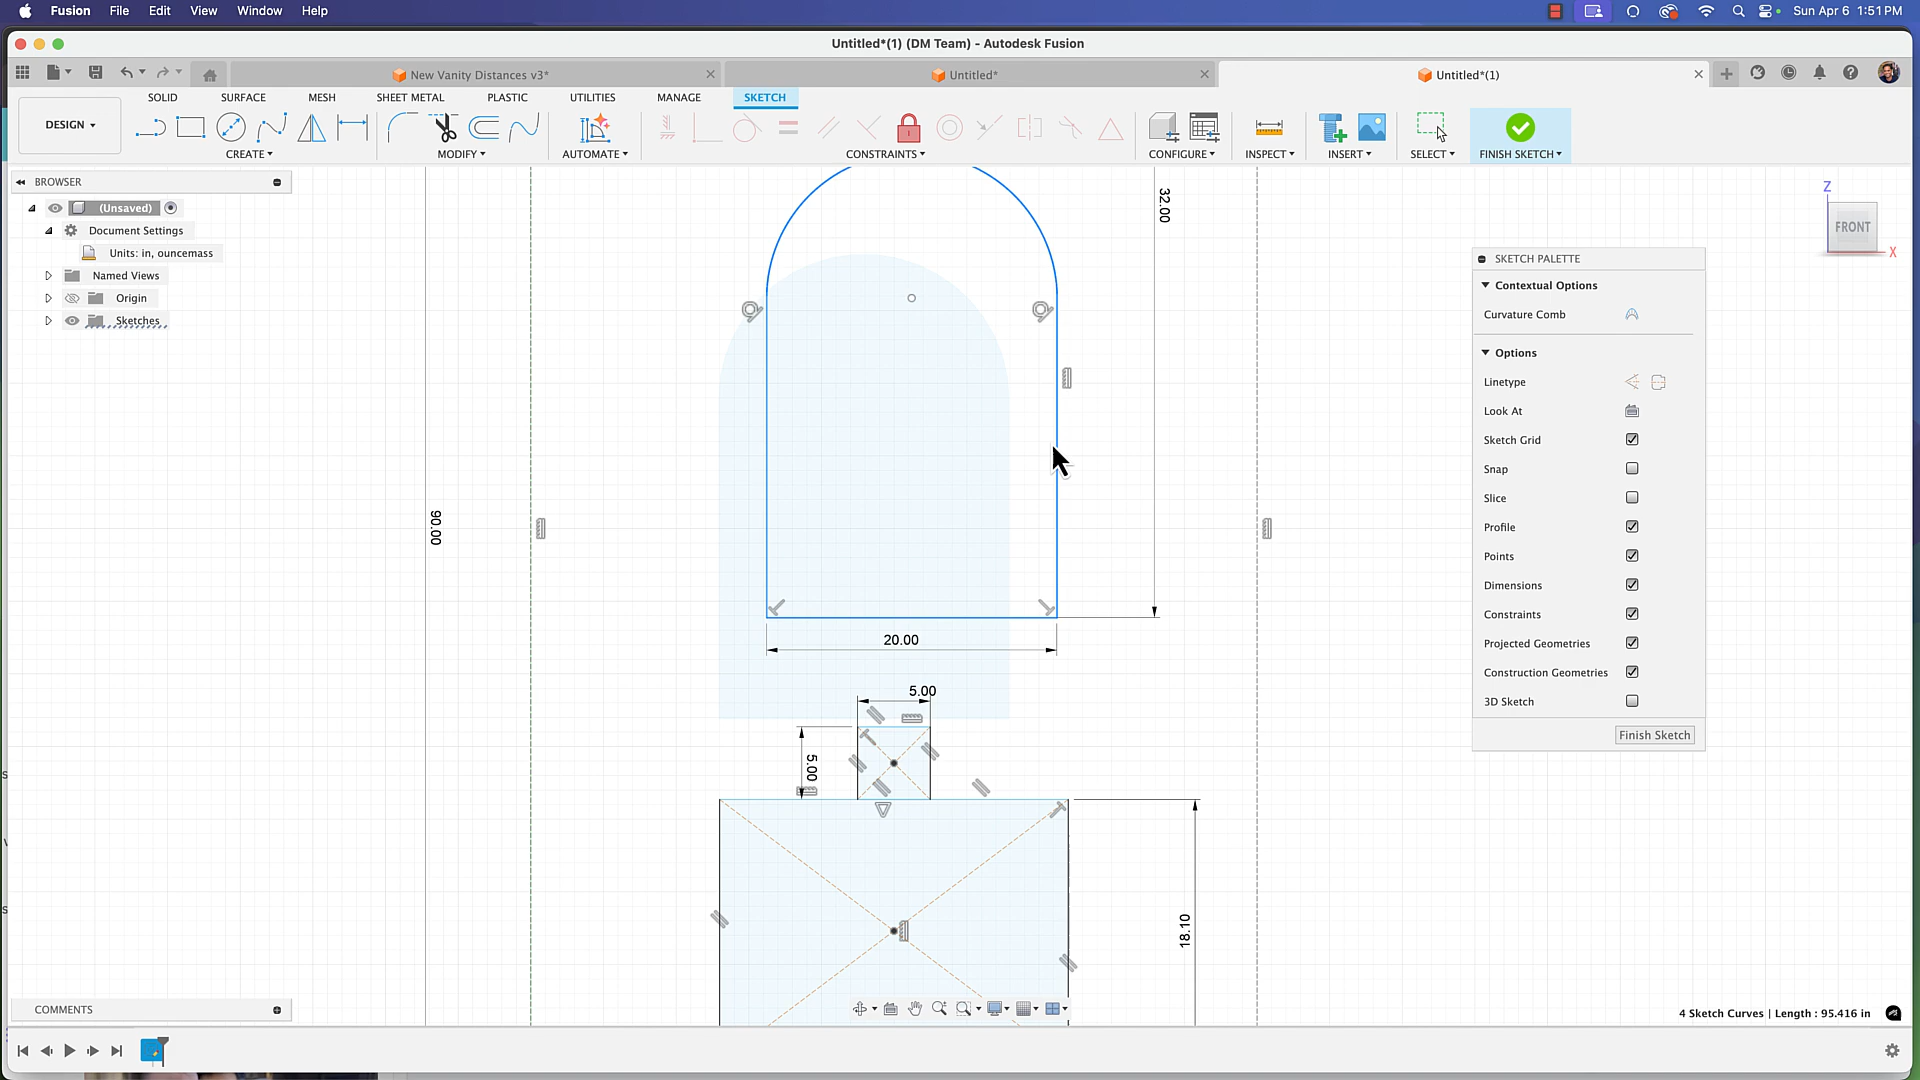 Fusion File Edit View Window Help Sun Apr 6 1:51 PM
Untitled*(1) (DM Team) - Autodesk Fusion
New Vanity Distances v3* Untitled* Untitled*(1)
SOLID SURFACE MESH SHEET METAL PLASTIC UTILITIES MANAGE SKETCH
DESIGN
CREATE MODIFY AUTOMATE CONSTRAINTS CONFIGURE INSPECT INSERT SELECT FINISH SKETCH
BROWSER
(Unsaved)
Document Settings
Units: in, ouncemass
Named Views
Origin
Sketches
32.00
Z
FRONT
X
SKETCH PALETTE
Contextual Options
Curvature Comb
Options
Linetype
Look At
Sketch Grid
Snap
Slice
Profile
Points
Dimensions
Constraints
Projected Geometries
Construction Geometries
3D Sketch
Finish Sketch
90.00
20.00
5.00
5.00
18.10
COMMENTS
4 Sketch Curves | Length : 95.416 in